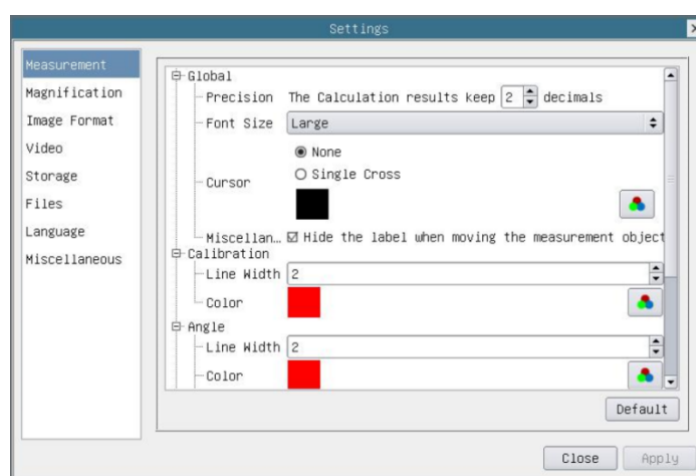 Settings
Measurement
Magnification
Image Format
Video
Storage
Files
Language
Miscellaneous
Global
Precision The Calculation results keep 2 decimals
Font Size Large
None
Cursor Single Cross
Miscellan... Hide the label when moving the measurement object
Calibration
Line Width 2
Color
Angle
Line Width 2
Color
Default
Close Apply